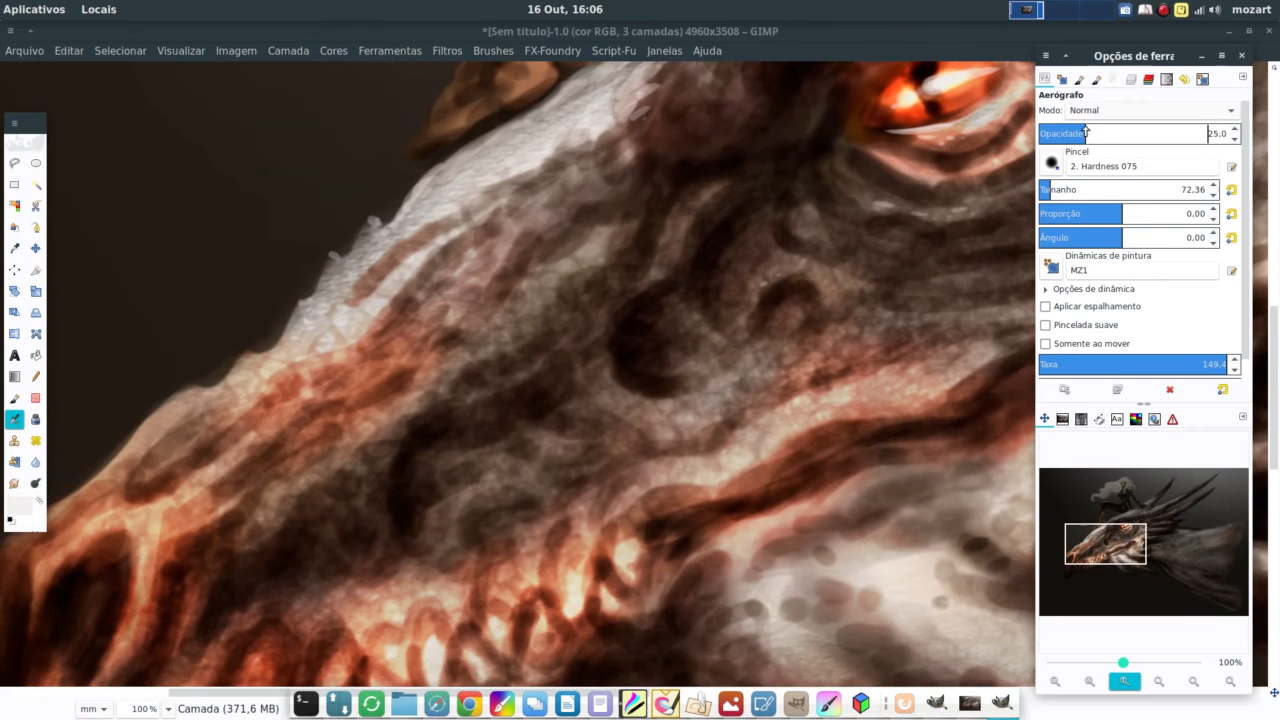 Aplicativos Locais 16 Out, 16:06 mozart
*[Sem título]-1.0 (cor RGB, 3 camadas) 4960x3508 – GIMP
Arquivo Editar Selecionar Visualizar Imagem Camada Cores Ferramentas Filtros Brushes FX-Foundry Script-Fu Janelas Ajuda
Opções de ferra
Aerógrafo
Modo: Normal
Opacidade 25,0
Pincel
2. Hardness 075
Tamanho 72,36
Proporção 0,00
Ângulo 0,00
Dinâmicas de pintura
MZ1
Opções de dinâmica
Aplicar espalhamento
Pincelada suave
Somente ao mover
Taxa 149,4
Aa
100%
mm 100 % Camada (371,6 MB)